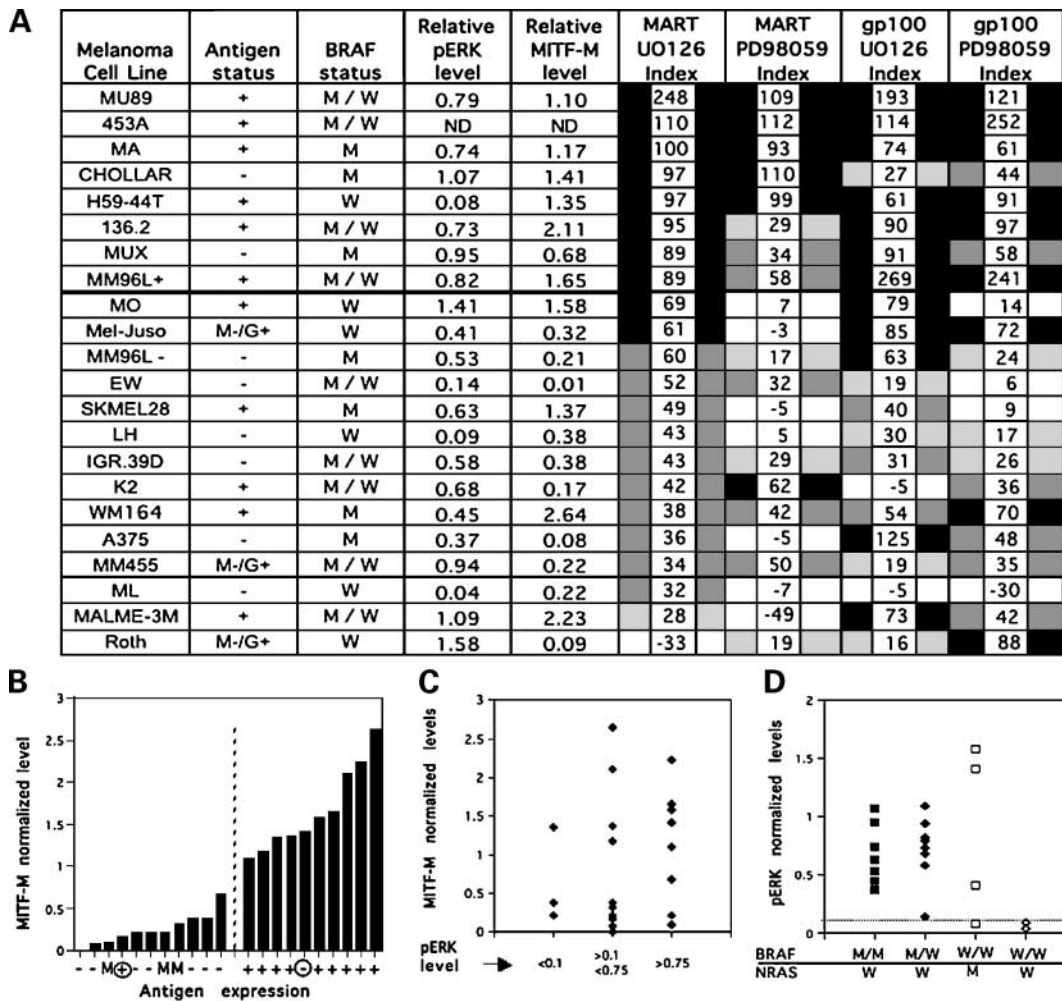 A
Melanoma Cell Line | Antigen status | BRAF status | Relative pERK level | Relative MITF-M level | MART UO126 Index | MART PD98059 Index | gp100 UO126 Index | gp100 PD98059 Index
MU89 + M / W 0.79 1.10 248 109 193 121
453A + M / W ND ND 110 112 114 252
MA + M 0.74 1.17 100 93 74 61
CHOLLAR - M 1.07 1.41 97 110 27 44
H59-44T + W 0.08 1.35 97 99 61 91
136.2 + M / W 0.73 2.11 95 29 90 97
MUX - M 0.95 0.68 89 34 91 58
MM96L+ + M / W 0.82 1.65 89 58 269 241
MO + W 1.41 1.58 69 7 79 14
Mel-Juso M-/G+ W 0.41 0.32 61 -3 85 72
MM96L - - M 0.53 0.21 60 17 63 24
EW - M / W 0.14 0.01 52 32 19 6
SKMEL28 + M 0.63 1.37 49 -5 40 9
LH - W 0.09 0.38 43 5 30 17
IGR.39D - M / W 0.58 0.38 43 29 31 26
K2 + M / W 0.68 0.17 42 62 -5 36
WM164 + M 0.45 2.64 38 42 54 70
A375 - M 0.37 0.08 36 -5 125 48
MM455 M-/G+ M / W 0.94 0.22 34 50 19 35
ML - W 0.04 0.22 32 -7 -5 -30
MALME-3M + M / W 1.09 2.23 28 -49 73 42
Roth M-/G+ W 1.58 0.09 -33 19 16 88
B
MITF-M normalized level
3
2.5
2
1.5
1
0.5
0
- - M + - - MM - - - + + + + - + + + + +
Antigen expression
C
MITF-M normalized levels
3
2.5
2
1.5
1
0.5
0
pERK level
<0.1
>0.1 <0.75
>0.75
D
pERK normalized levels
2
1.5
1
0.5
0
BRAF M/M M/W W/W W/W
NRAS W W M W